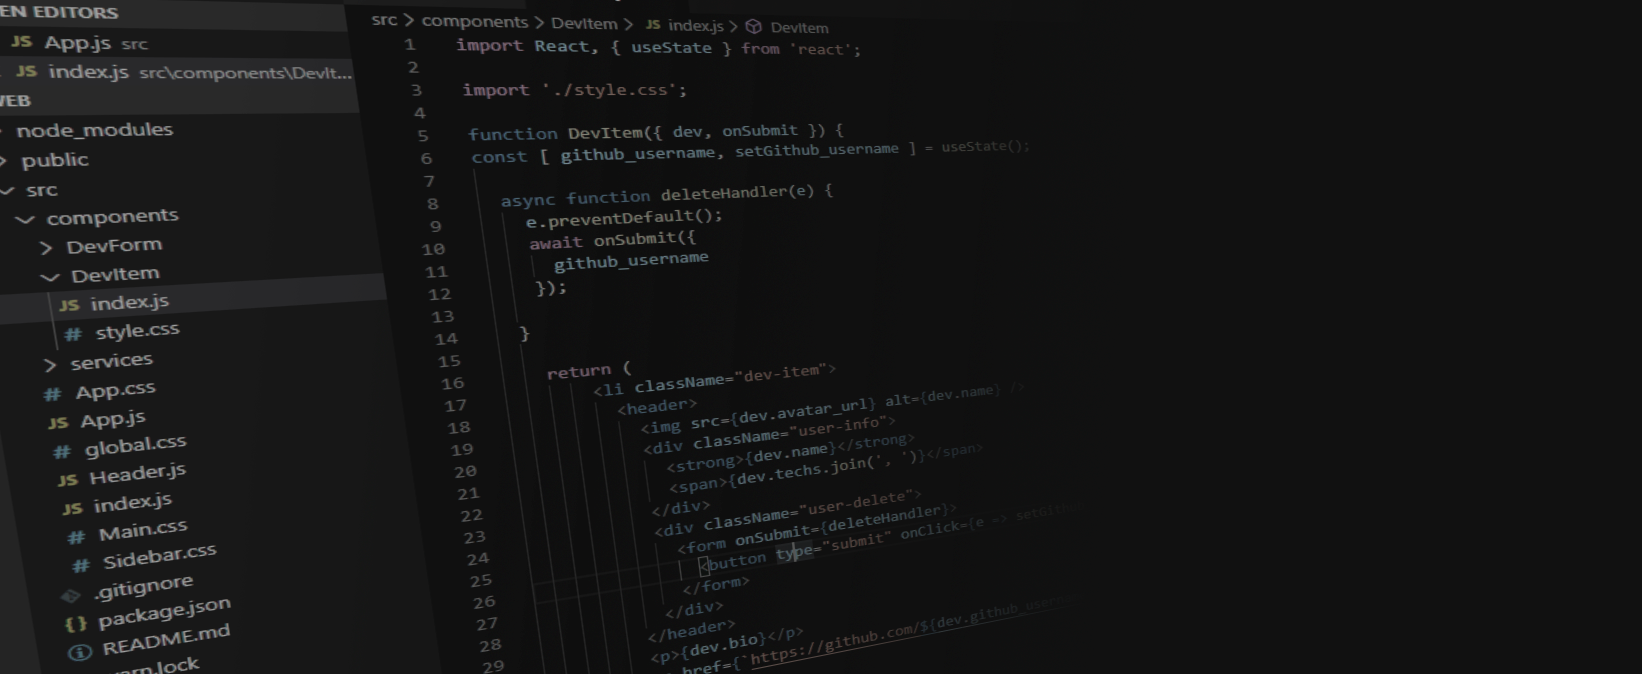 EN EDITORS
JS App.js src
JS index.js src\components\DevIt...
WEB
node_modules
public
src
components
DevForm
DevItem
JS index.js
# style.css
services
# App.css
JS App.js
# global.css
JS Header.js
JS index.js
# Main.css
# Sidebar.css
.gitignore
{} package.json
README.md
yarn.lock
src > components > DevItem > JS index.js > DevItem
1 import React, { useState } from 'react';
2
3 import './style.css';
4
5 function DevItem({ dev, onSubmit }) {
6 const [ github_username, setGithub_username ] = useState();
7
8 async function deleteHandler(e) {
9 e.preventDefault();
10 await onSubmit({
11 github_username
12 });
13
14 }
15
16 return (
17 <li className="dev-item">
18 <header>
19 <img src={dev.avatar_url} alt={dev.name} />
20 <div className="user-info">
21 <strong>{dev.name}</strong>
22 <span>{dev.techs.join(', ')}</span>
23 </div>
24 <div className="user-delete">
25 <form onSubmit={deleteHandler}>
26 <button type="submit" onClick={e => setGithu
27 </form>
28 </div>
29 </header>
<p>{dev.bio}</p>
href={`https://github.com/${dev.github_user